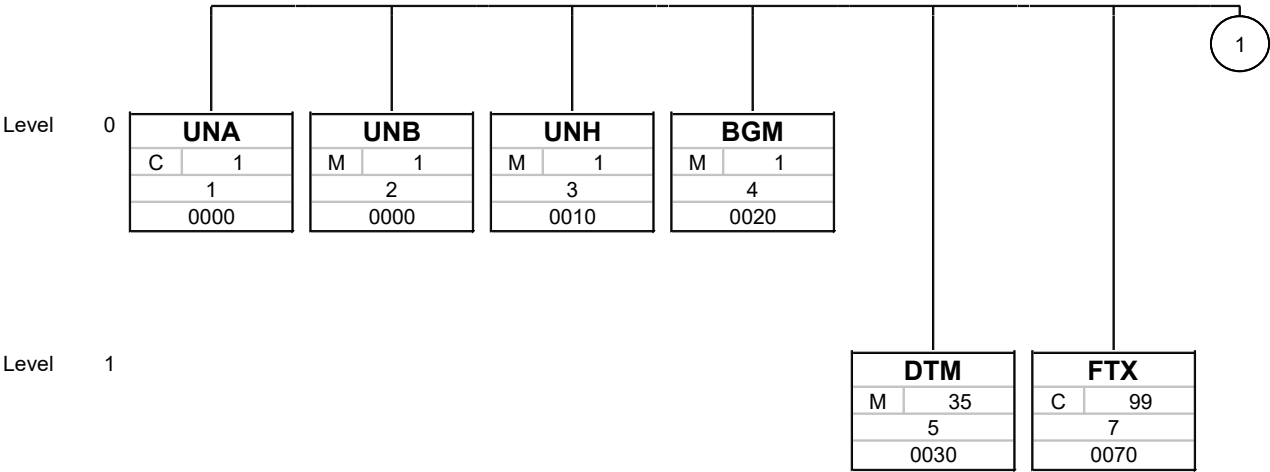 1
Level 0 UNA UNB UNH BGM
C 1 M 1 M 1 M 1
1 2 3 4
0000 0000 0010 0020
Level 1 DTM FTX
M 35 C 99
5 7
0030 0070